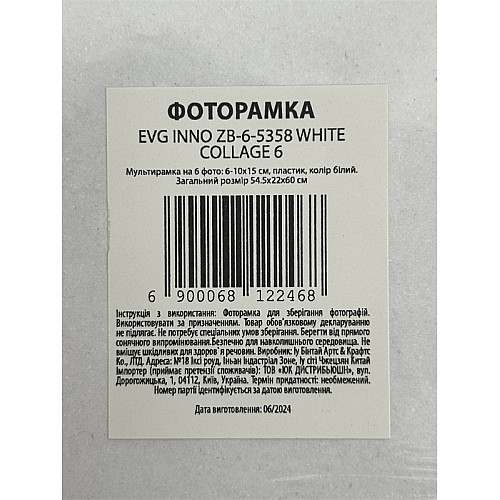 ФОТОРАМКА
EVG INNO ZB-6-5358 WHITE
COLLAGE 6
Мультирамка на 6 фото: 6-10x15 см, пластик, колір білий.
Загальний розмір 54.5x22x60 см
6 900068 122468
Інструкція з використання: Фоторамка для зберігання фотографій.
Використовувати за призначенням. Товар обов'язковому декларуванню
не підлягає. Не потребує спеціальних умов зберігання. Берегти від прямого
сонячного випромінювання.Безпечно для навколишнього середовища. Не
вміщує шкідливих для здоров'я речовин. Виробник: Іу Бінтай Артс & Крафтс
Ко., ЛТД. Адреса: №18 Іксі роуд, Іньан Індастріал Зоне, Іу сіті Чжецзян Китай
Імпортер (приймає претензії споживачів): ТОВ «ЮК ДИСТРИБЬЮШН», вул.
Дорогожицька, 1, 04112, Київ, Україна. Термін придатності: необмежений.
Номер партії ідентифікується за датою виготовлення.
Дата виготовлення: 06/2024